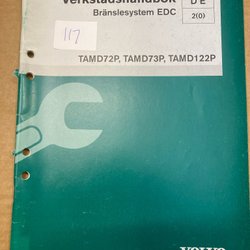 Verkstadshandbok
Bränslesystem EDC
D E
2(0)
117
TAMD72P, TAMD73P, TAMD122P
VOLVO